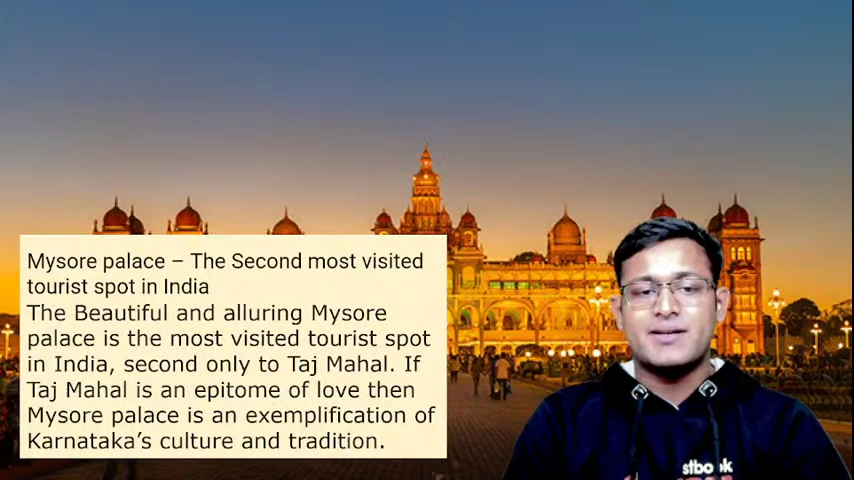 Mysore palace – The Second most visited
tourist spot in India
The Beautiful and alluring Mysore
palace is the most visited tourist spot
in India, second only to Taj Mahal. If
Taj Mahal is an epitome of love then
Mysore palace is an exemplification of
Karnataka's culture and tradition.